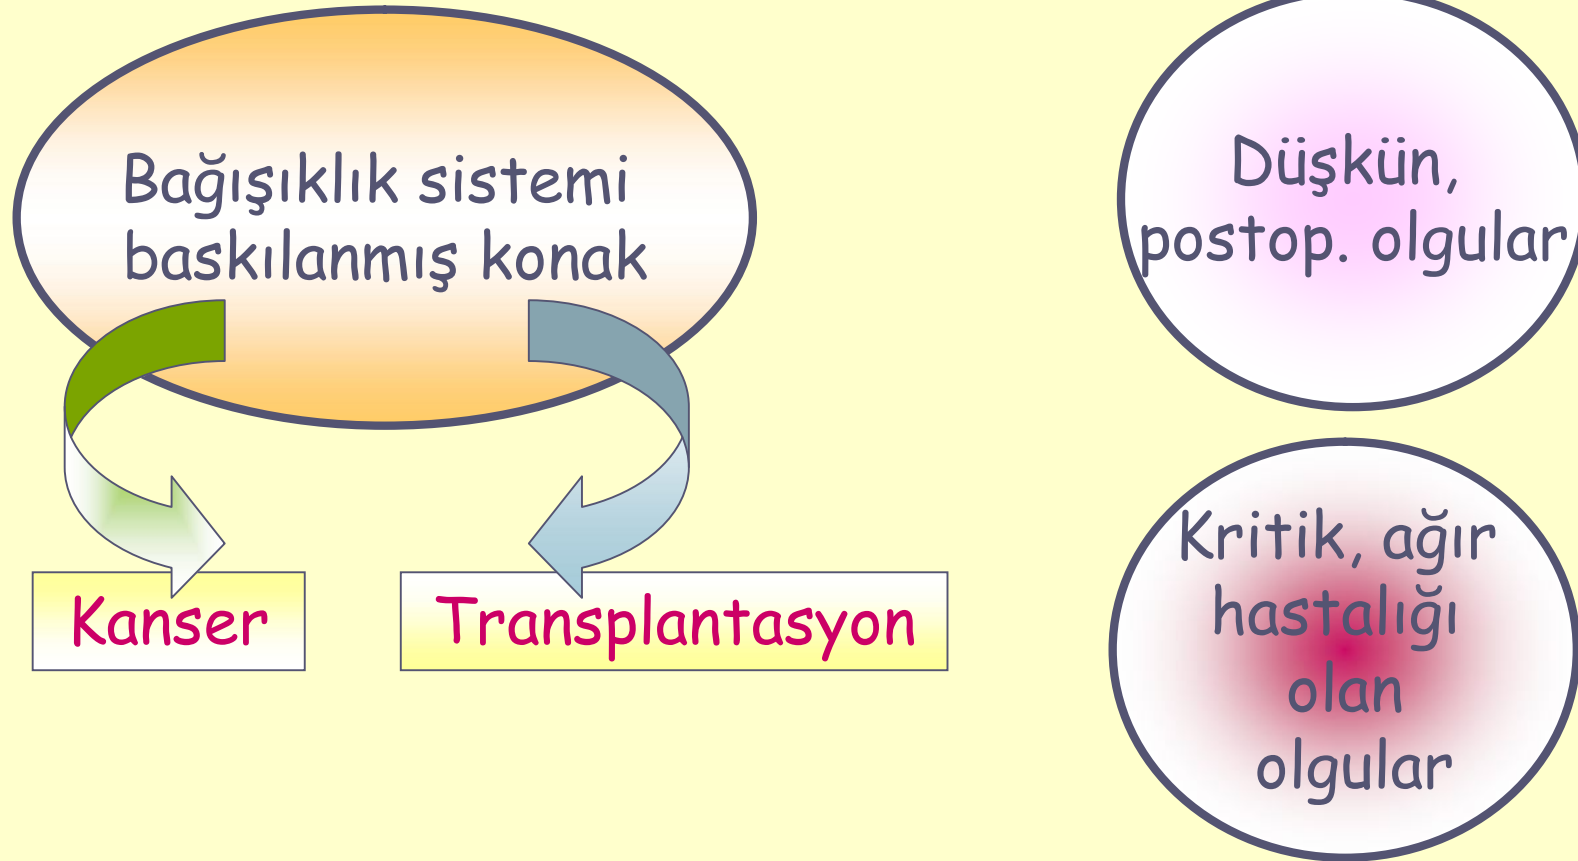 Bağışıklık sistemi
baskılanmış konak
Kanser
Transplantasyon
Düşkün,
postop. olgular
Kritik, ağır
hastalığı
olan
olgular